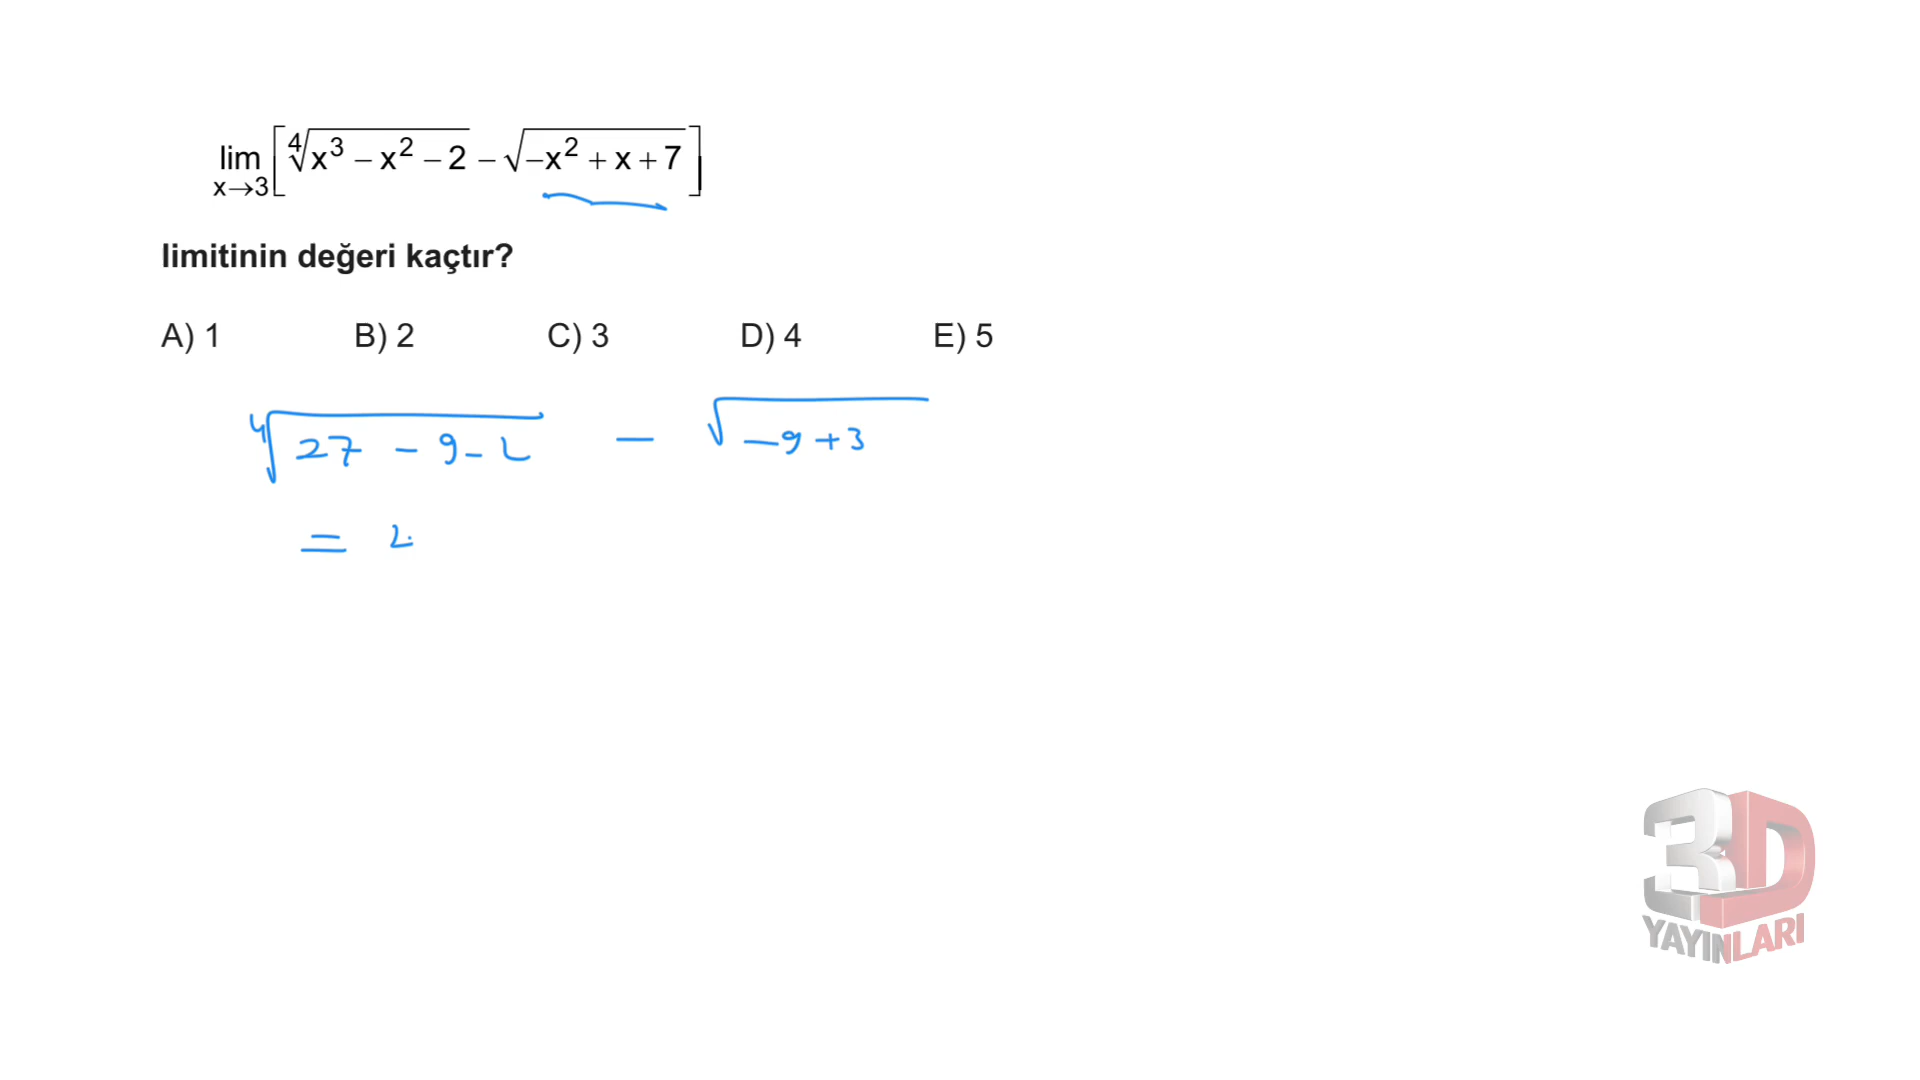 lim x→3 [⁴√(x³ – x² – 2) – √(–x² + x + 7)]
limitinin değeri kaçtır?
A) 1 B) 2 C) 3 D) 4 E) 5
⁴√(27 – 9 – 2) – √(–9 + 3)
= 2.
3D
YAYINLARI